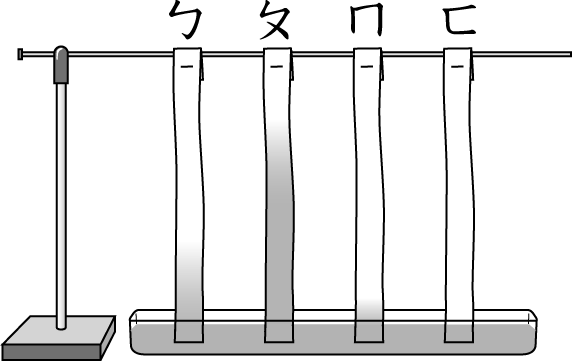 ㄅ ㄆ ㄇ ㄈ